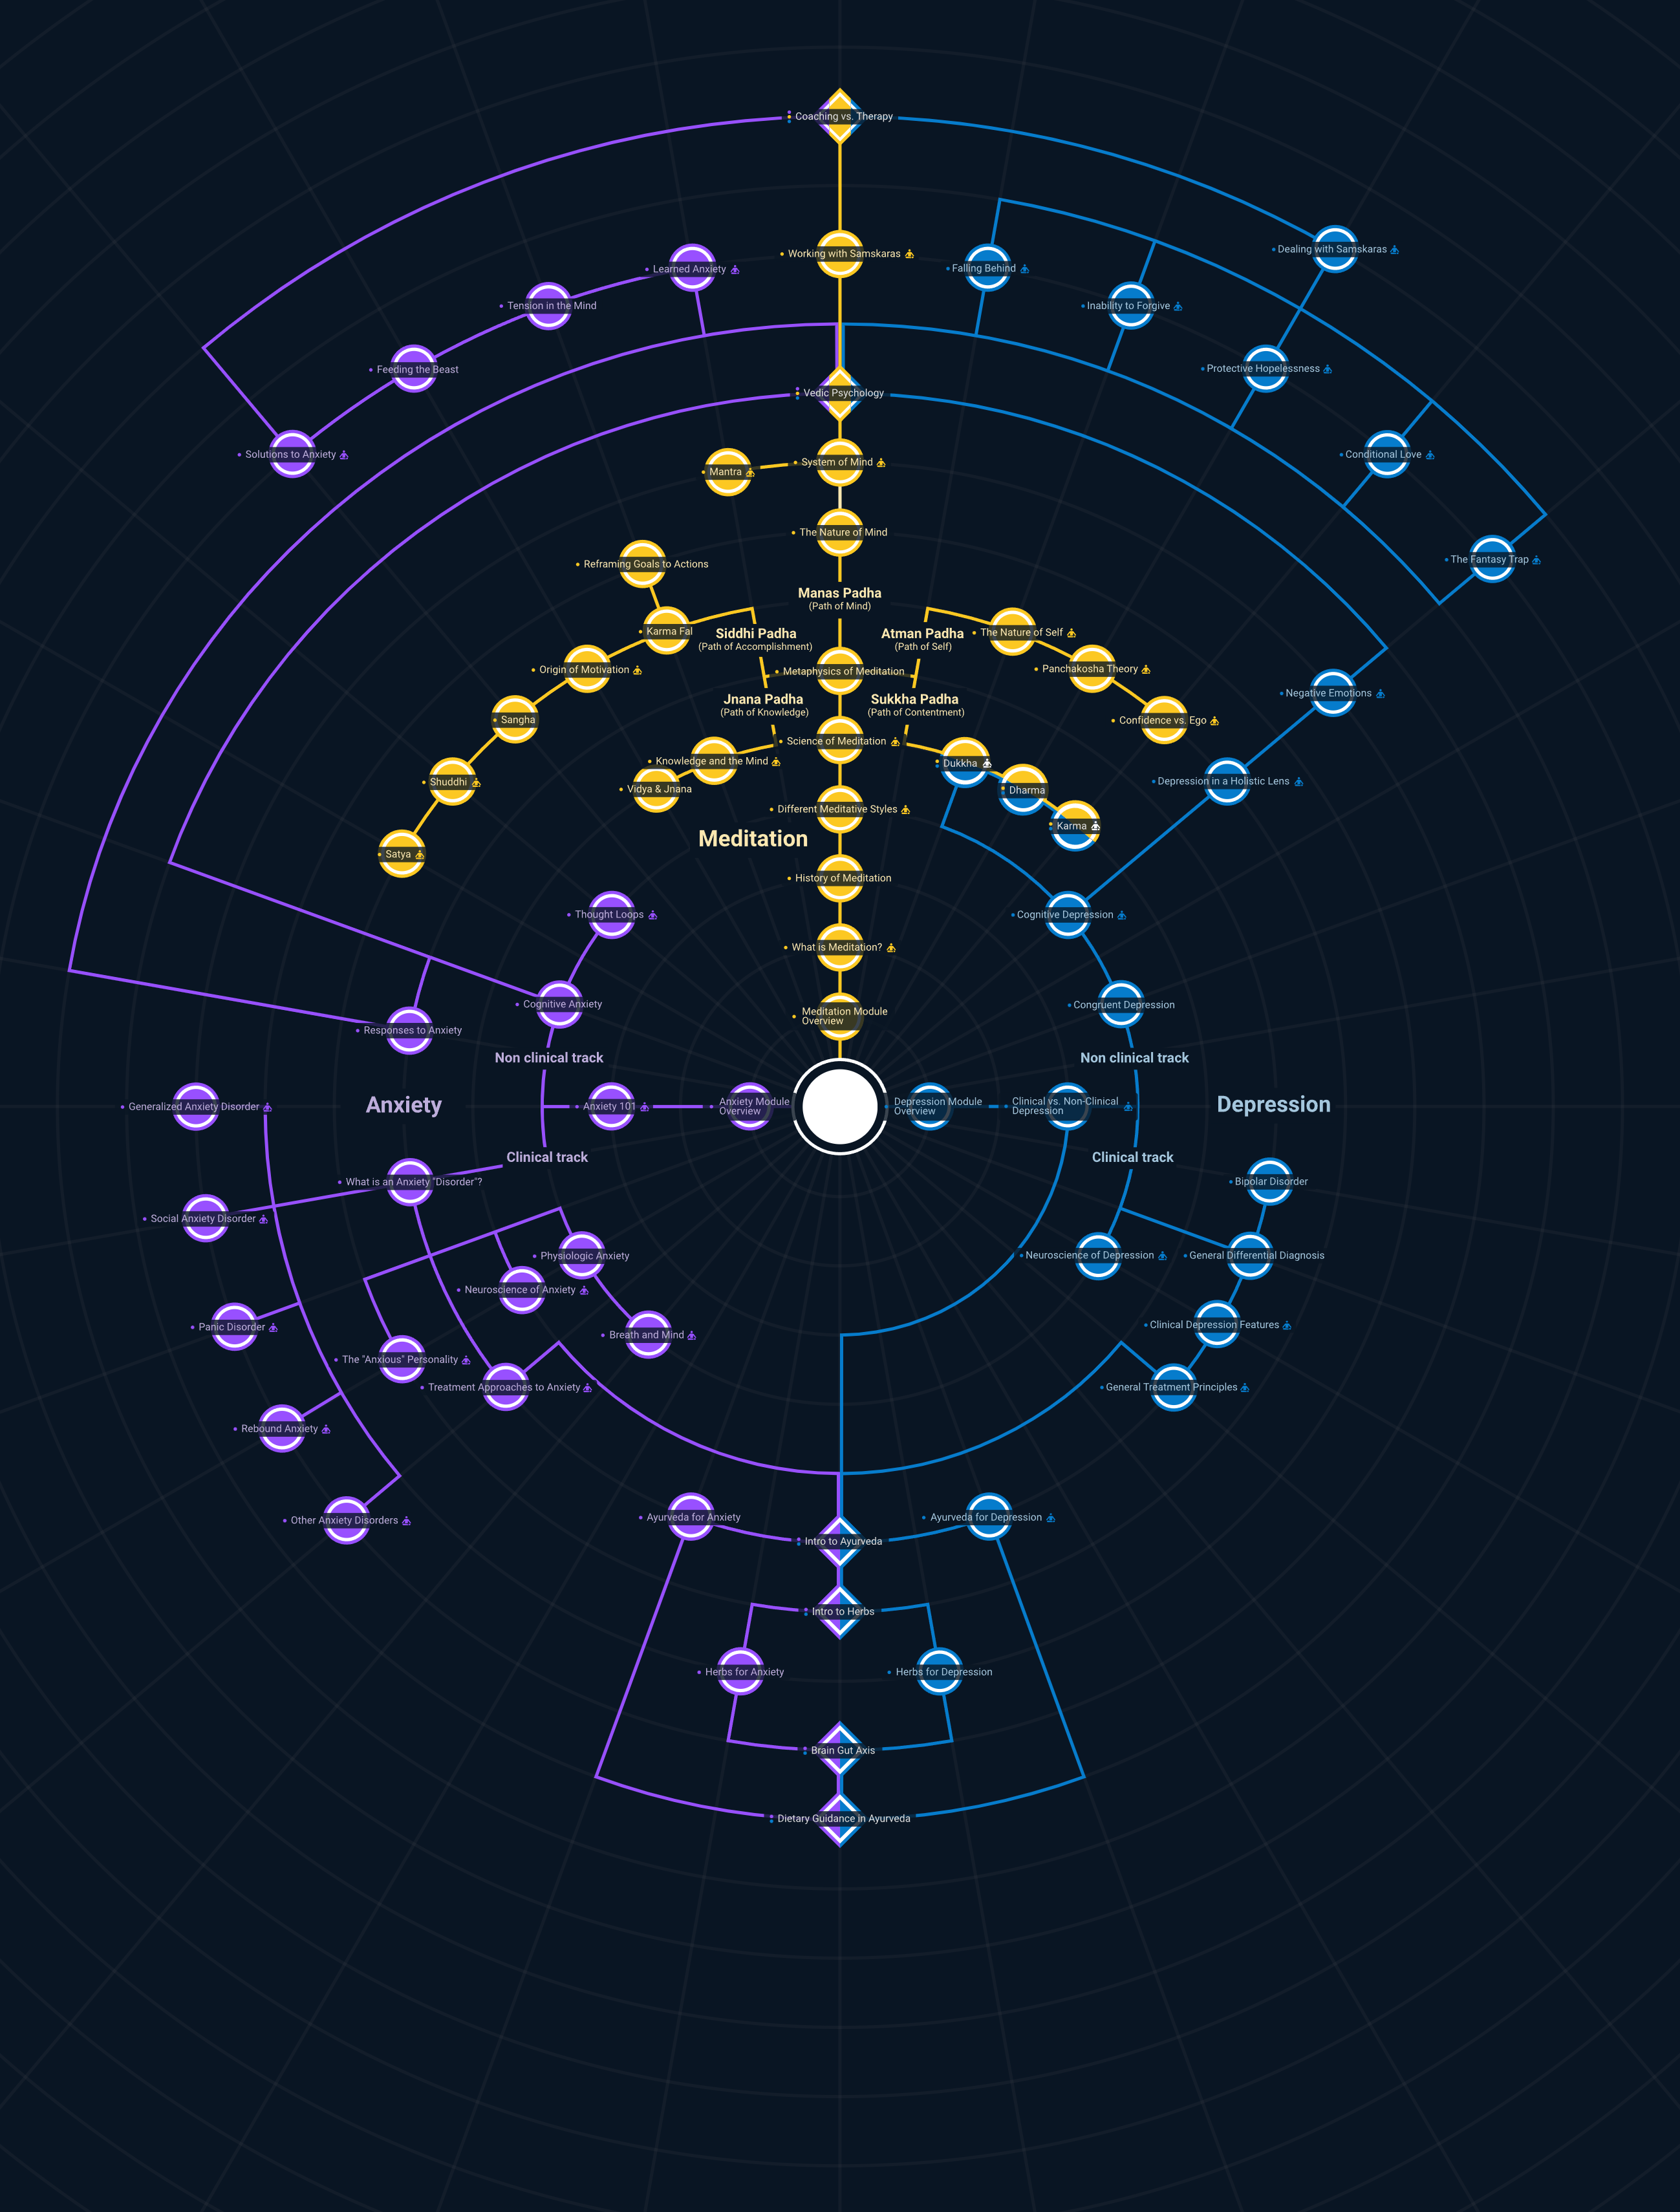 Coaching vs. Therapy
Dealing with Samskaras
Working with Samskaras
Learned Anxiety
Falling Behind
Tension in the Mind
Inability to Forgive
Feeding the Beast
Protective Hopelessness
Vedic Psychology
Solutions to Anxiety
Conditional Love
System of Mind
Mantra
The Nature of Mind
The Fantasy Trap
Reframing Goals to Actions
Manas Padha
(Path of Mind)
Karma Fal
Siddhi Padha
(Path of Accomplishment)
Atman Padha
(Path of Self)
The Nature of Self
Origin of Motivation
Metaphysics of Meditation
Panchakosha Theory
Negative Emotions
Jnana Padha
(Path of Knowledge)
Sukkha Padha
(Path of Contentment)
Sangha
Confidence vs. Ego
Science of Meditation
Knowledge and the Mind
Dukkha
Shuddhi
Depression in a Holistic Lens
Vidya & Jnana
Dharma
Different Meditative Styles
Karma
Meditation
Satya
History of Meditation
Thought Loops
Cognitive Depression
What is Meditation?
Cognitive Anxiety
Congruent Depression
Meditation Module
Overview
Responses to Anxiety
Non clinical track
Non clinical track
Generalized Anxiety Disorder
Anxiety
Anxiety 101
Anxiety Module
Overview
Depression Module
Overview
Clinical vs. Non-Clinical
Depression
Depression
Clinical track
Clinical track
What is an Anxiety "Disorder"?
Bipolar Disorder
Social Anxiety Disorder
Physiologic Anxiety
Neuroscience of Depression
General Differential Diagnosis
Neuroscience of Anxiety
Panic Disorder
Breath and Mind
Clinical Depression Features
The "Anxious" Personality
Treatment Approaches to Anxiety
General Treatment Principles
Rebound Anxiety
Other Anxiety Disorders
Ayurveda for Anxiety
Ayurveda for Depression
Intro to Ayurveda
Intro to Herbs
Herbs for Anxiety
Herbs for Depression
Brain Gut Axis
Dietary Guidance in Ayurveda